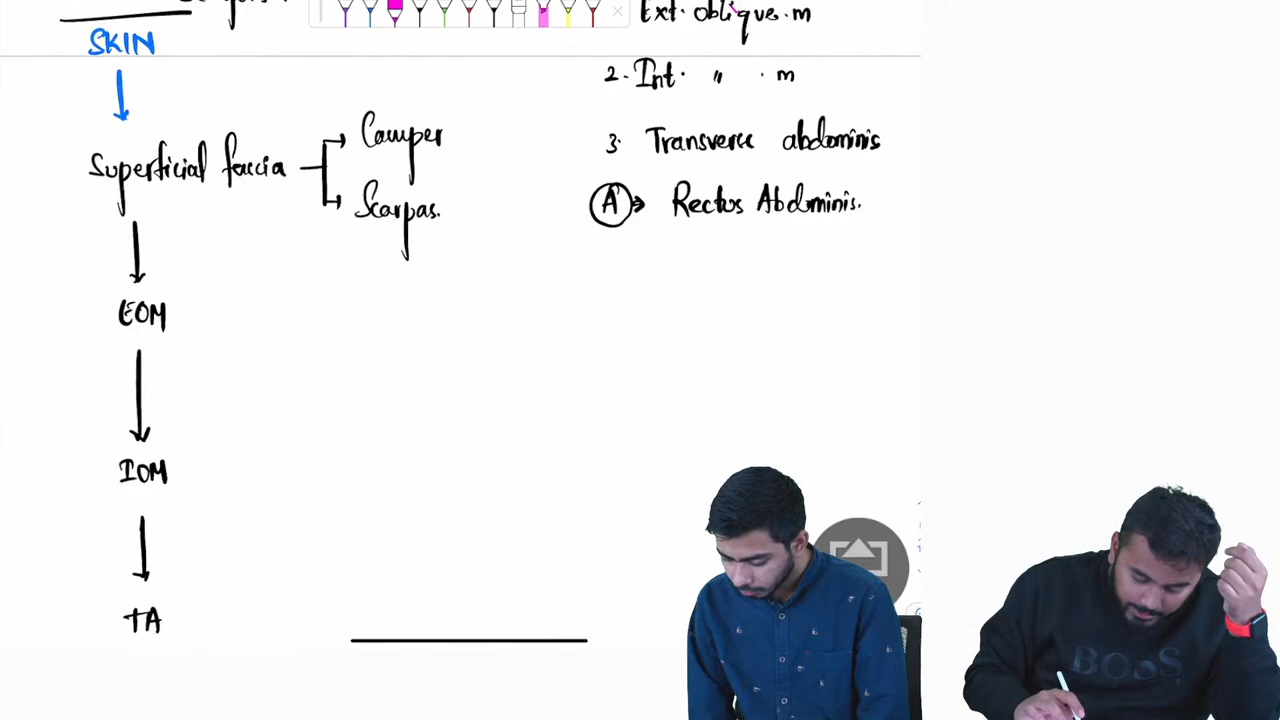 SKIN
Superficial fascia
Camper
Scarpas.
EOM
IOM
TA
Ext. oblique. m
2. Int. " . m
3. Transverse abdominis
A → Rectus Abdominis.
BOSS